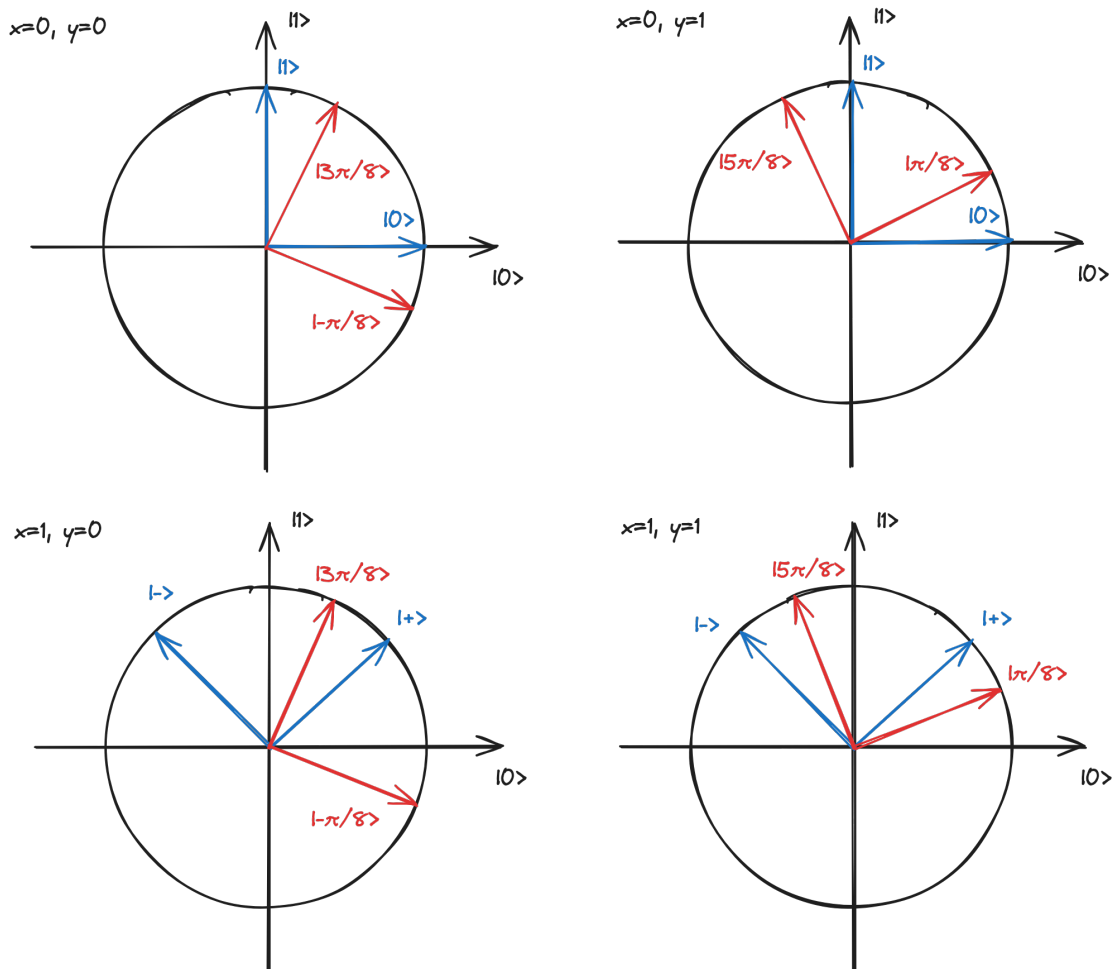 x=0, y=0
|1>
|1>
|3π/8>
|0>
|0>
|-π/8>
x=0, y=1
|1>
|1>
|5π/8>
|π/8>
|0>
|0>
x=1, y=0
|1>
|3π/8>
|->
|+>
|0>
|-π/8>
x=1, y=1
|1>
|5π/8>
|->
|+>
|π/8>
|0>